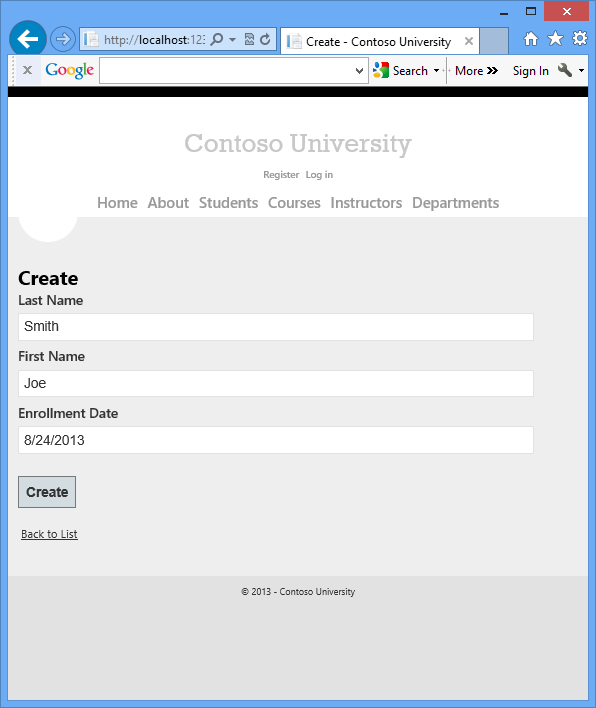 http://localhost:123
Create - Contoso University
x Google Search More » Sign In
Contoso University
Register Log in
Home About Students Courses Instructors Departments
Create
Last Name
Smith
First Name
Joe
Enrollment Date
8/24/2013
Create
Back to List
© 2013 - Contoso University